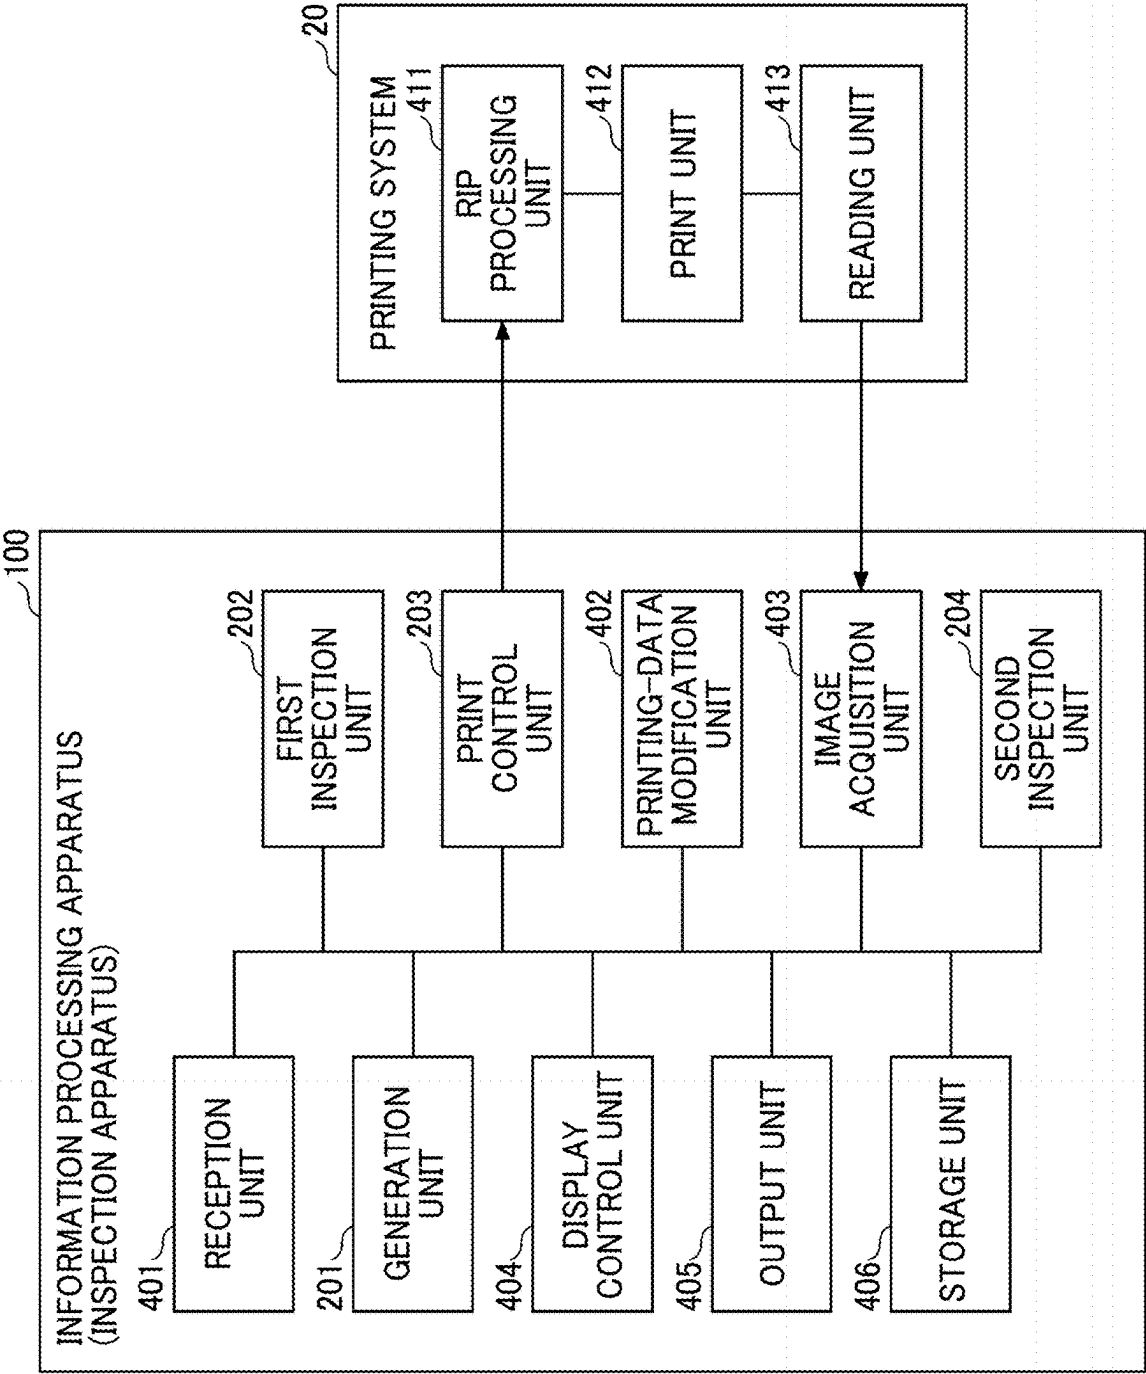 INFORMATION PROCESSING APPARATUS
(INSPECTION APPARATUS)
100
401
RECEPTION
UNIT
201
GENERATION
UNIT
404
DISPLAY
CONTROL UNIT
405
OUTPUT UNIT
406
STORAGE UNIT
202
FIRST
INSPECTION
UNIT
203
PRINT
CONTROL
UNIT
402
PRINTING-DATA
MODIFICATION
UNIT
403
IMAGE
ACQUISITION
UNIT
204
SECOND
INSPECTION
UNIT
20
PRINTING SYSTEM
411
RIP
PROCESSING
UNIT
412
PRINT UNIT
413
READING UNIT